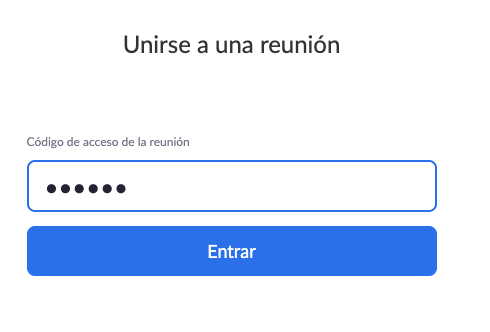 Unirse a una reunión
Código de acceso de la reunión
••••••
Entrar